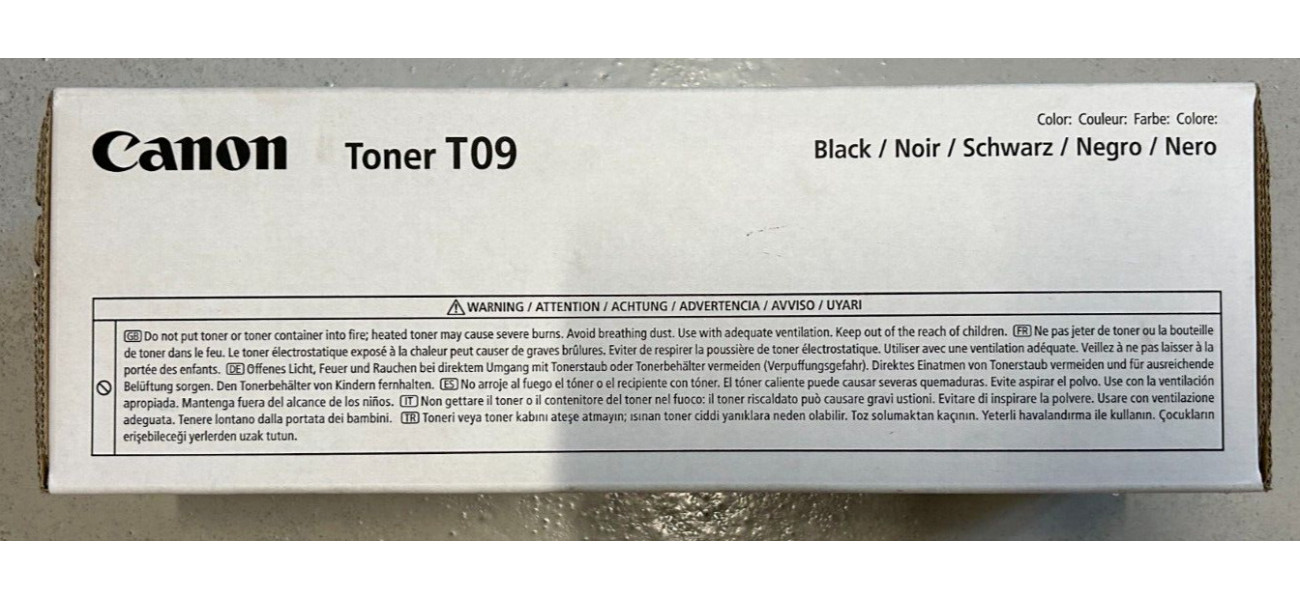 Color: Couleur: Farbe: Colore:
Canon Toner T09 Black / Noir / Schwarz / Negro / Nero
⚠ WARNING / ATTENTION / ACHTUNG / ADVERTENCIA / AVVISO / UYARI
GB Do not put toner or toner container into fire; heated toner may cause severe burns. Avoid breathing dust. Use with adequate ventilation. Keep out of the reach of children. FR Ne pas jeter de toner ou la bouteille
de toner dans le feu. Le toner électrostatique exposé à la chaleur peut causer de graves brûlures. Eviter de respirer la poussière de toner électrostatique. Utiliser avec une ventilation adéquate. Veillez à ne pas laisser à la
portée des enfants. DE Offenes Licht, Feuer und Rauchen bei direktem Umgang mit Tonerstaub oder Tonerbehälter vermeiden (Verpuffungsgefahr). Direktes Einatmen von Tonerstaub vermeiden und für ausreichende
Belüftung sorgen. Den Tonerbehälter von Kindern fernhalten. ES No arroje al fuego el tóner o el recipiente con tóner. El tóner caliente puede causar severas quemaduras. Evite aspirar el polvo. Use con la ventilación
apropiada. Mantenga fuera del alcance de los niños. IT Non gettare il toner o il contenitore del toner nel fuoco: il toner riscaldato può causare gravi ustioni. Evitare di inspirare la polvere. Usare con ventilazione
adeguata. Tenere lontano dalla portata dei bambini. TR Toneri veya toner kabını ateşe atmayın; ısınan toner ciddi yanıklara neden olabilir. Toz solumaktan kaçının. Yeterli havalandırma ile kullanın. Çocukların
erişebileceği yerlerden uzak tutun.